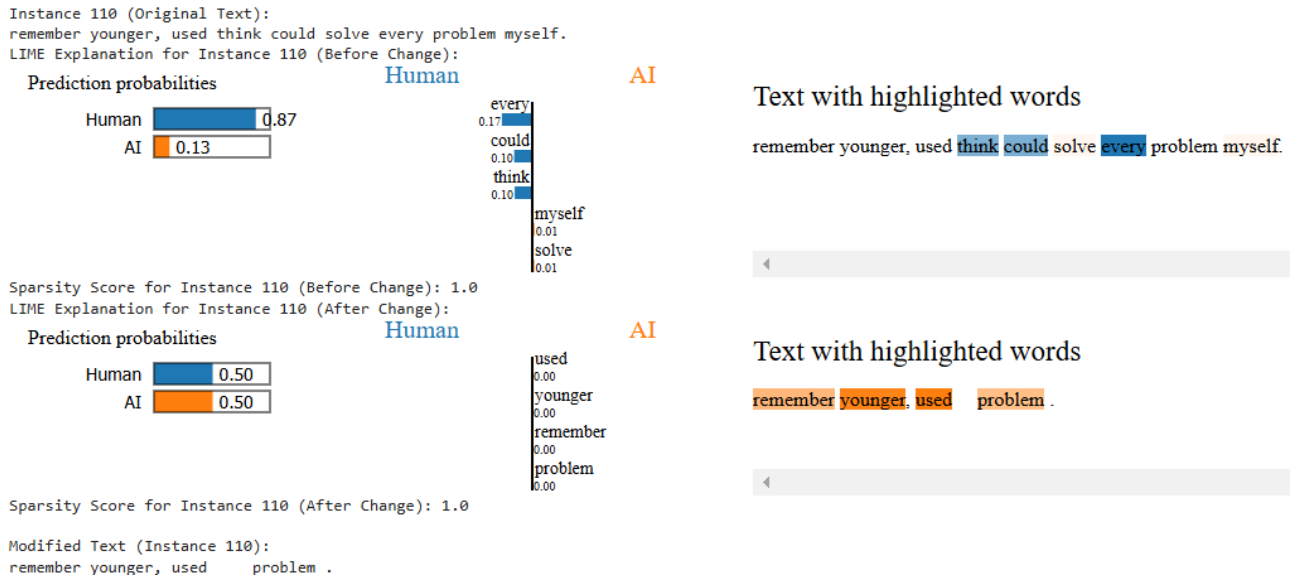 Instance 110 (Original Text):
remember younger, used think could solve every problem myself.
LIME Explanation for Instance 110 (Before Change):
Prediction probabilities
Human 0.87
AI 0.13
Human AI
every
0.17
could
0.10
think
0.10
myself
0.01
solve
0.01
Text with highlighted words
remember younger, used think could solve every problem myself.
Sparsity Score for Instance 110 (Before Change): 1.0
LIME Explanation for Instance 110 (After Change):
Prediction probabilities
Human 0.50
AI 0.50
Human AI
used
0.00
younger
0.00
remember
0.00
problem
0.00
Text with highlighted words
remember younger, used problem .
Sparsity Score for Instance 110 (After Change): 1.0
Modified Text (Instance 110):
remember younger, used problem .